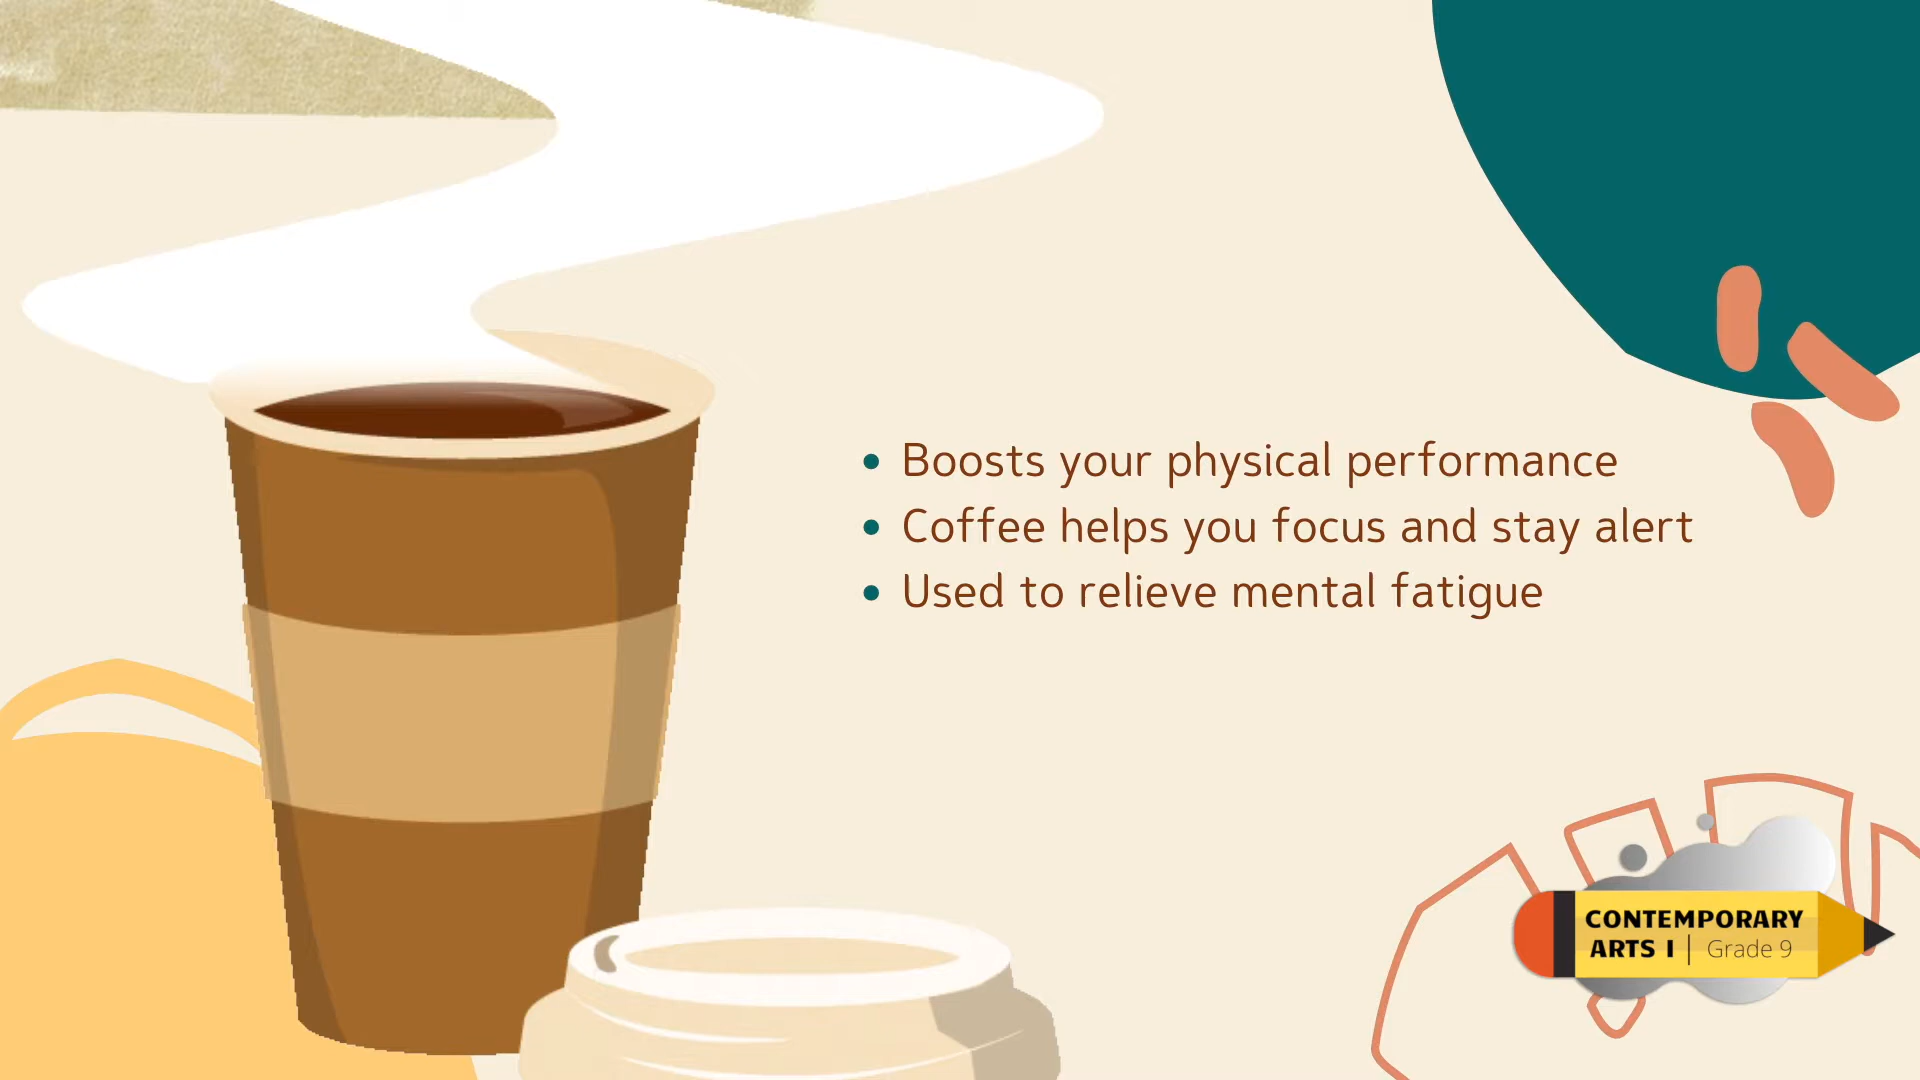 Boosts your physical performance
Coffee helps you focus and stay alert
Used to relieve mental fatigue
CONTEMPORARY
ARTS I | Grade 9